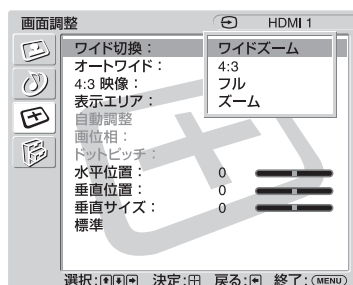 画面調整 HDMI 1
ワイド切換： ワイドズーム
オートワイド： 4:3
4:3 映像： フル
表示エリア： ズーム
自動調整
画位相：
ドットピッチ：
水平位置： 0
垂直位置： 0
垂直サイズ： 0
標準
選択: 決定: 戻る: 終了: MENU